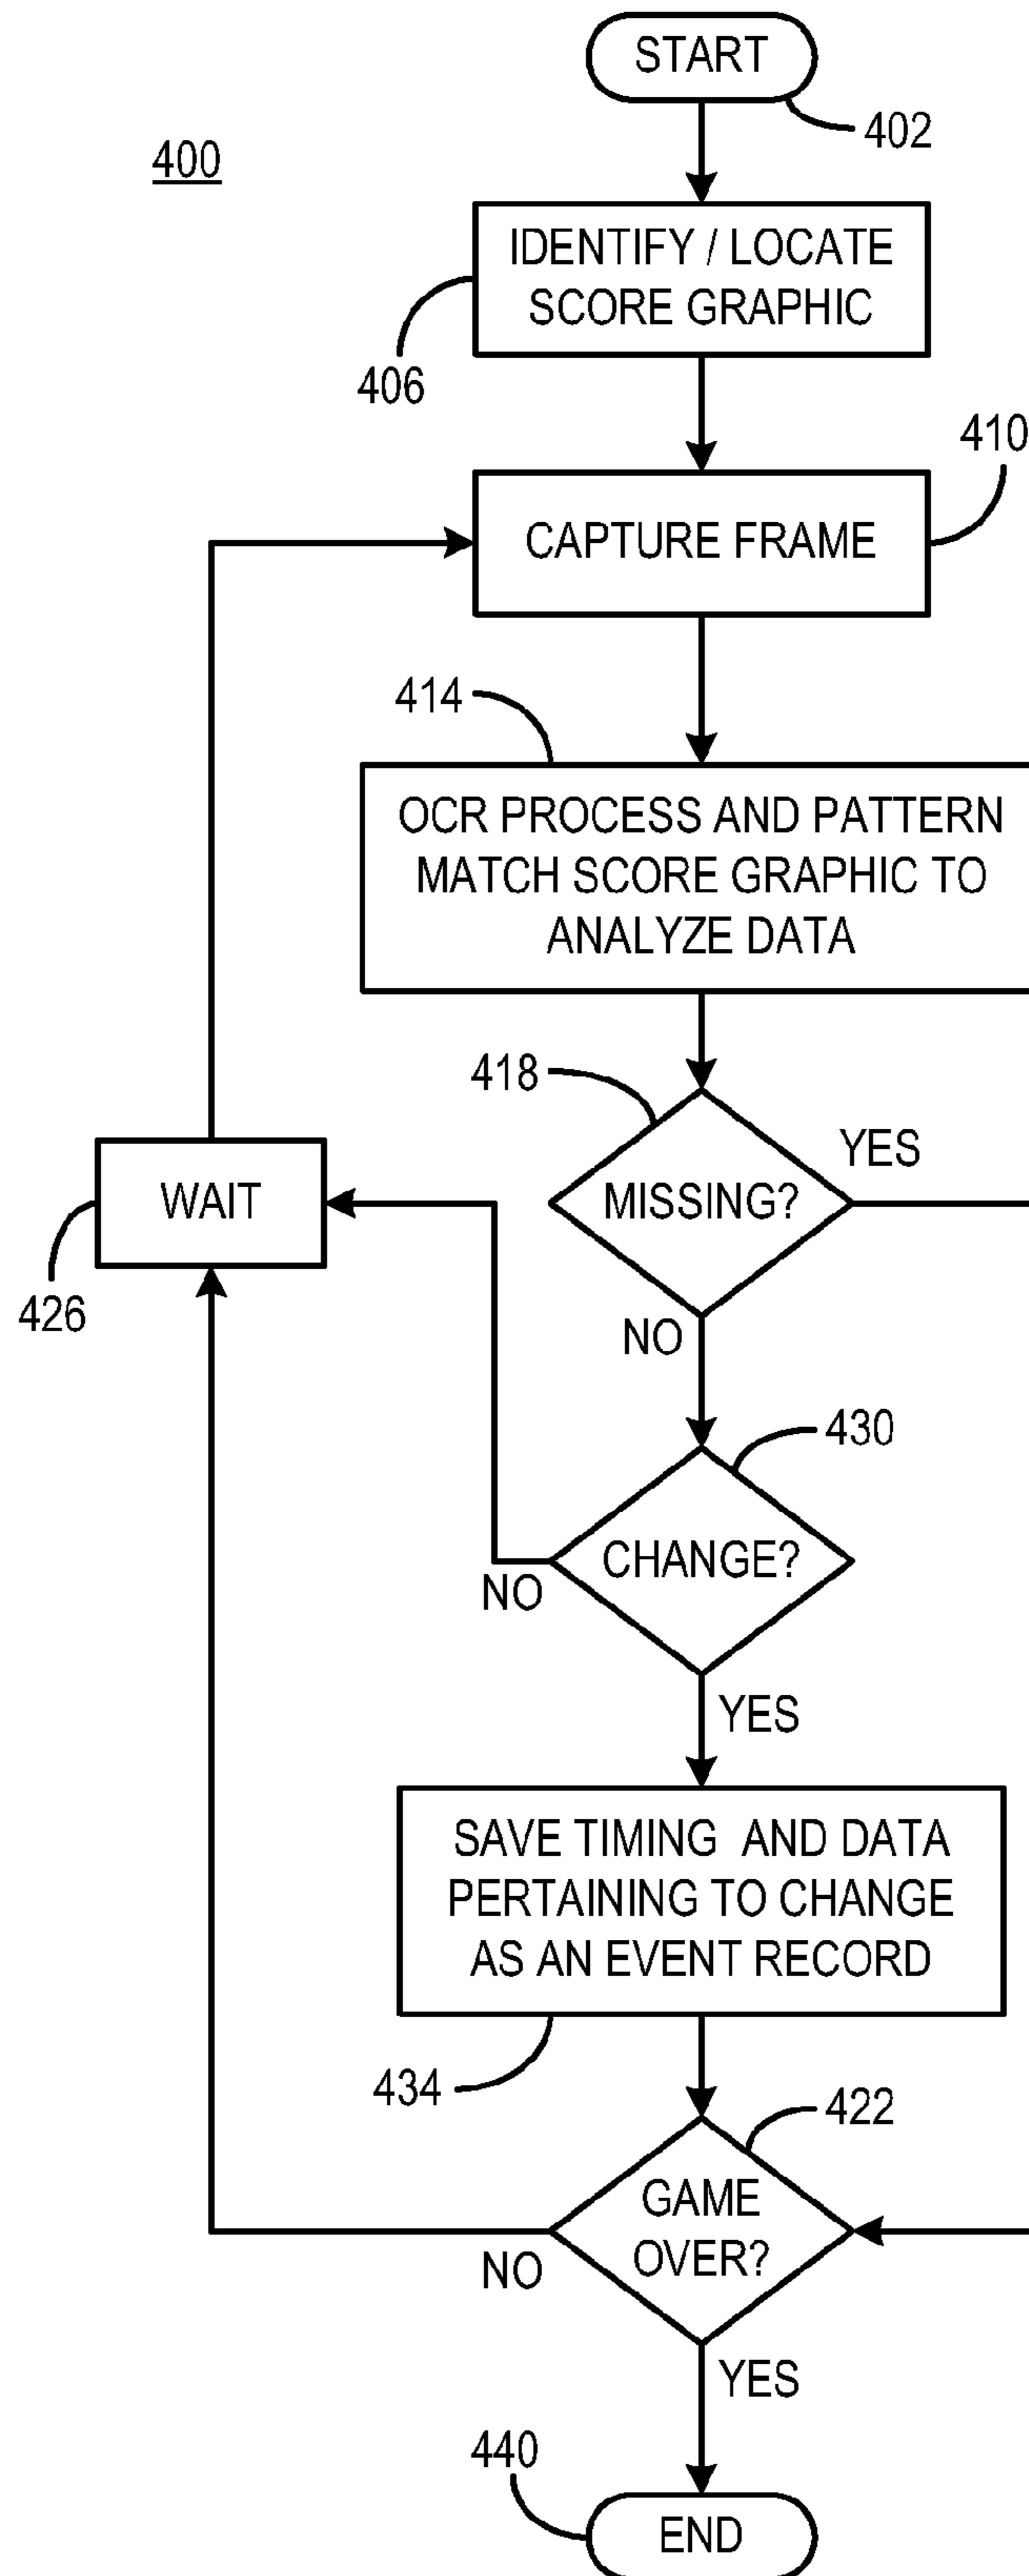 START
402
400
IDENTIFY / LOCATE
SCORE GRAPHIC
406
410
CAPTURE FRAME
414
OCR PROCESS AND PATTERN
MATCH SCORE GRAPHIC TO
ANALYZE DATA
418
YES
MISSING?
WAIT
426
NO
430
CHANGE?
NO
YES
SAVE TIMING AND DATA
PERTAINING TO CHANGE
AS AN EVENT RECORD
434
422
GAME
OVER?
NO
YES
440
END